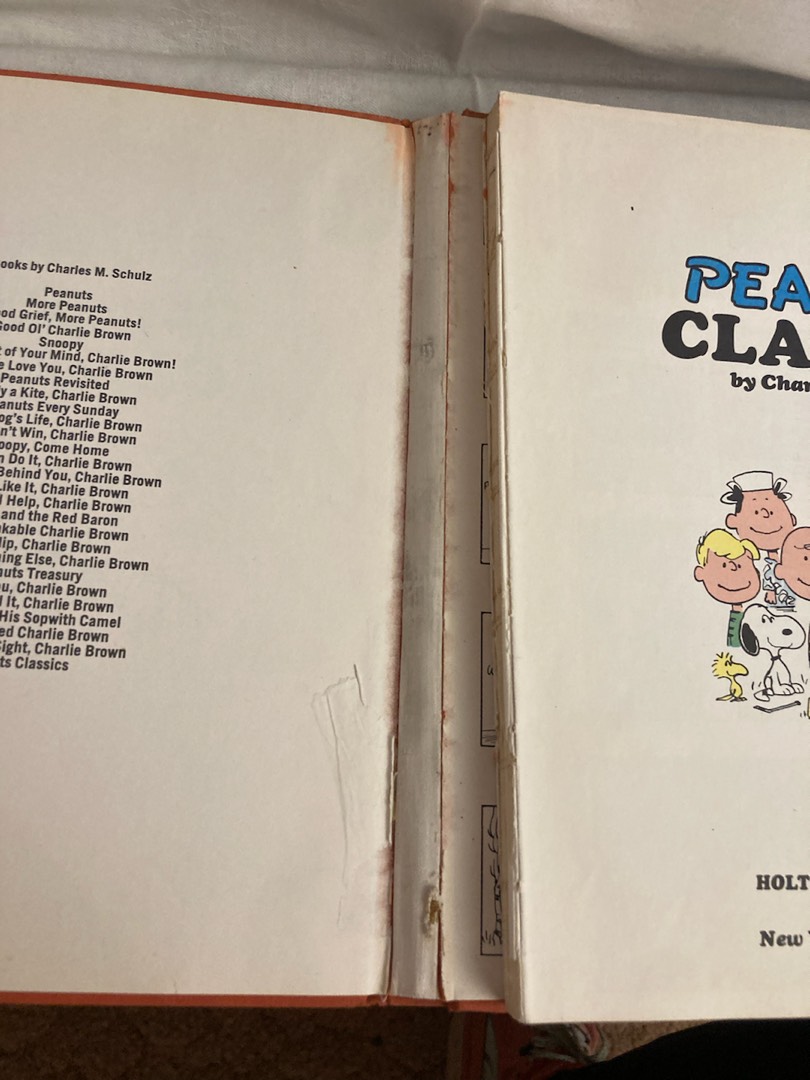 ooks by Charles M. Schulz
Peanuts
More Peanuts
od Grief, More Peanuts!
Good Ol' Charlie Brown
Snoopy
t of Your Mind, Charlie Brown!
e Love You, Charlie Brown
Peanuts Revisited
y a Kite, Charlie Brown
anuts Every Sunday
og's Life, Charlie Brown
n't Win, Charlie Brown
oopy, Come Home
n Do It, Charlie Brown
Behind You, Charlie Brown
Like It, Charlie Brown
l Help, Charlie Brown
and the Red Baron
kable Charlie Brown
lip, Charlie Brown
ing Else, Charlie Brown
nuts Treasury
u, Charlie Brown
l It, Charlie Brown
His Sopwith Camel
ed Charlie Brown
Sight, Charlie Brown
ts Classics
PEA
CLA
by Char
HOLT
New Y